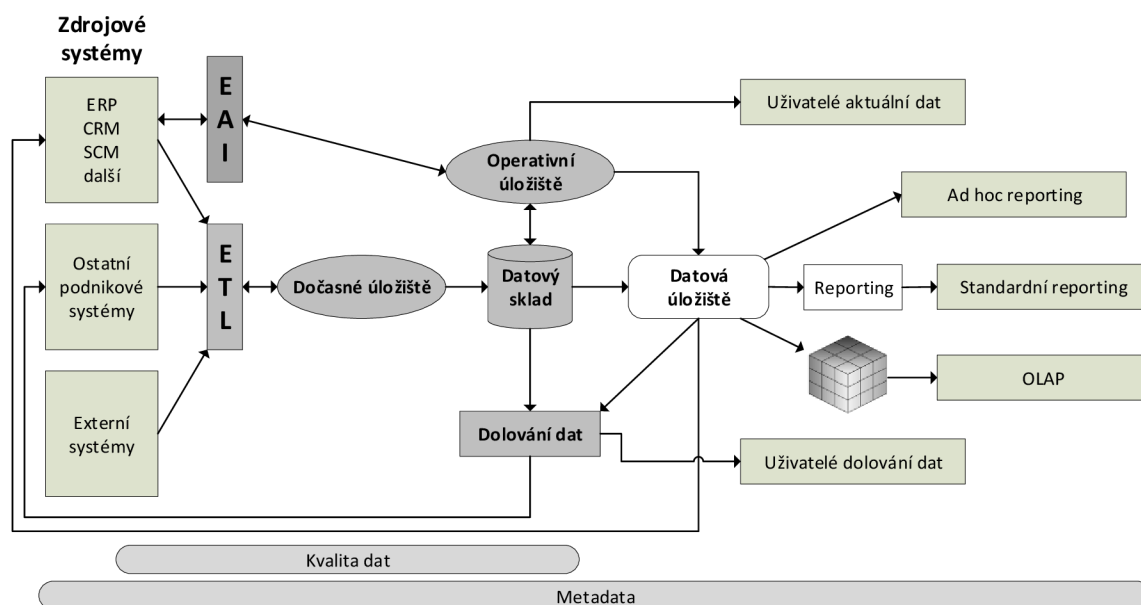 Zdrojové
systémy
ERP
CRM
SCM
další
E
A
I
Uživatelé aktuální dat
Operativní
úložiště
Ad hoc reporting
Ostatní
podnikové
systémy
E
T
L
Dočasné úložiště
Datový
sklad
Datová
úložiště
Reporting
Standardní reporting
OLAP
Externí
systémy
Dolování dat
Uživatelé dolování dat
Kvalita dat
Metadata